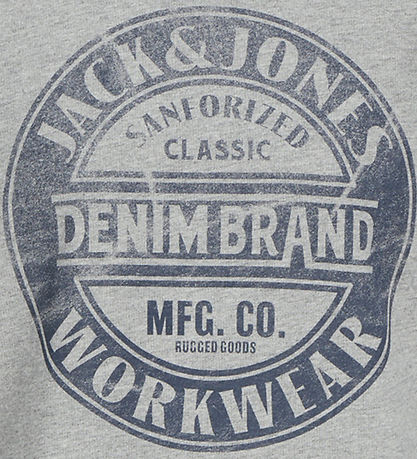 JACK&JONES
SANFORIZED
CLASSIC
DENIM BRAND
MFG. CO.
RUGGED GOODS
WORKWEAR